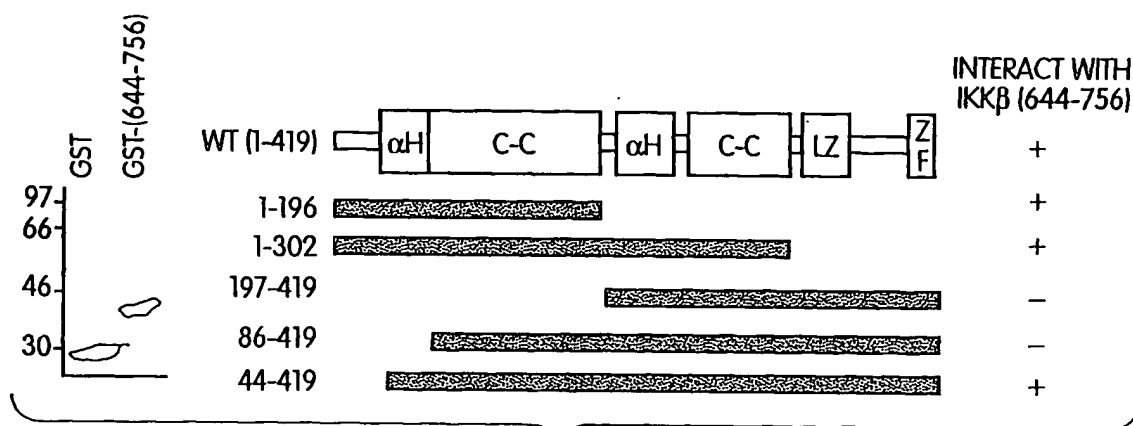 GST
GST-(644-756)
97
66
46
30
INTERACT WITH
IKKβ (644-756)
WT (1-419)
αH
C-C
αH
C-C
LZ
Z
F
+
1-196
+
1-302
+
197-419
–
86-419
–
44-419
+